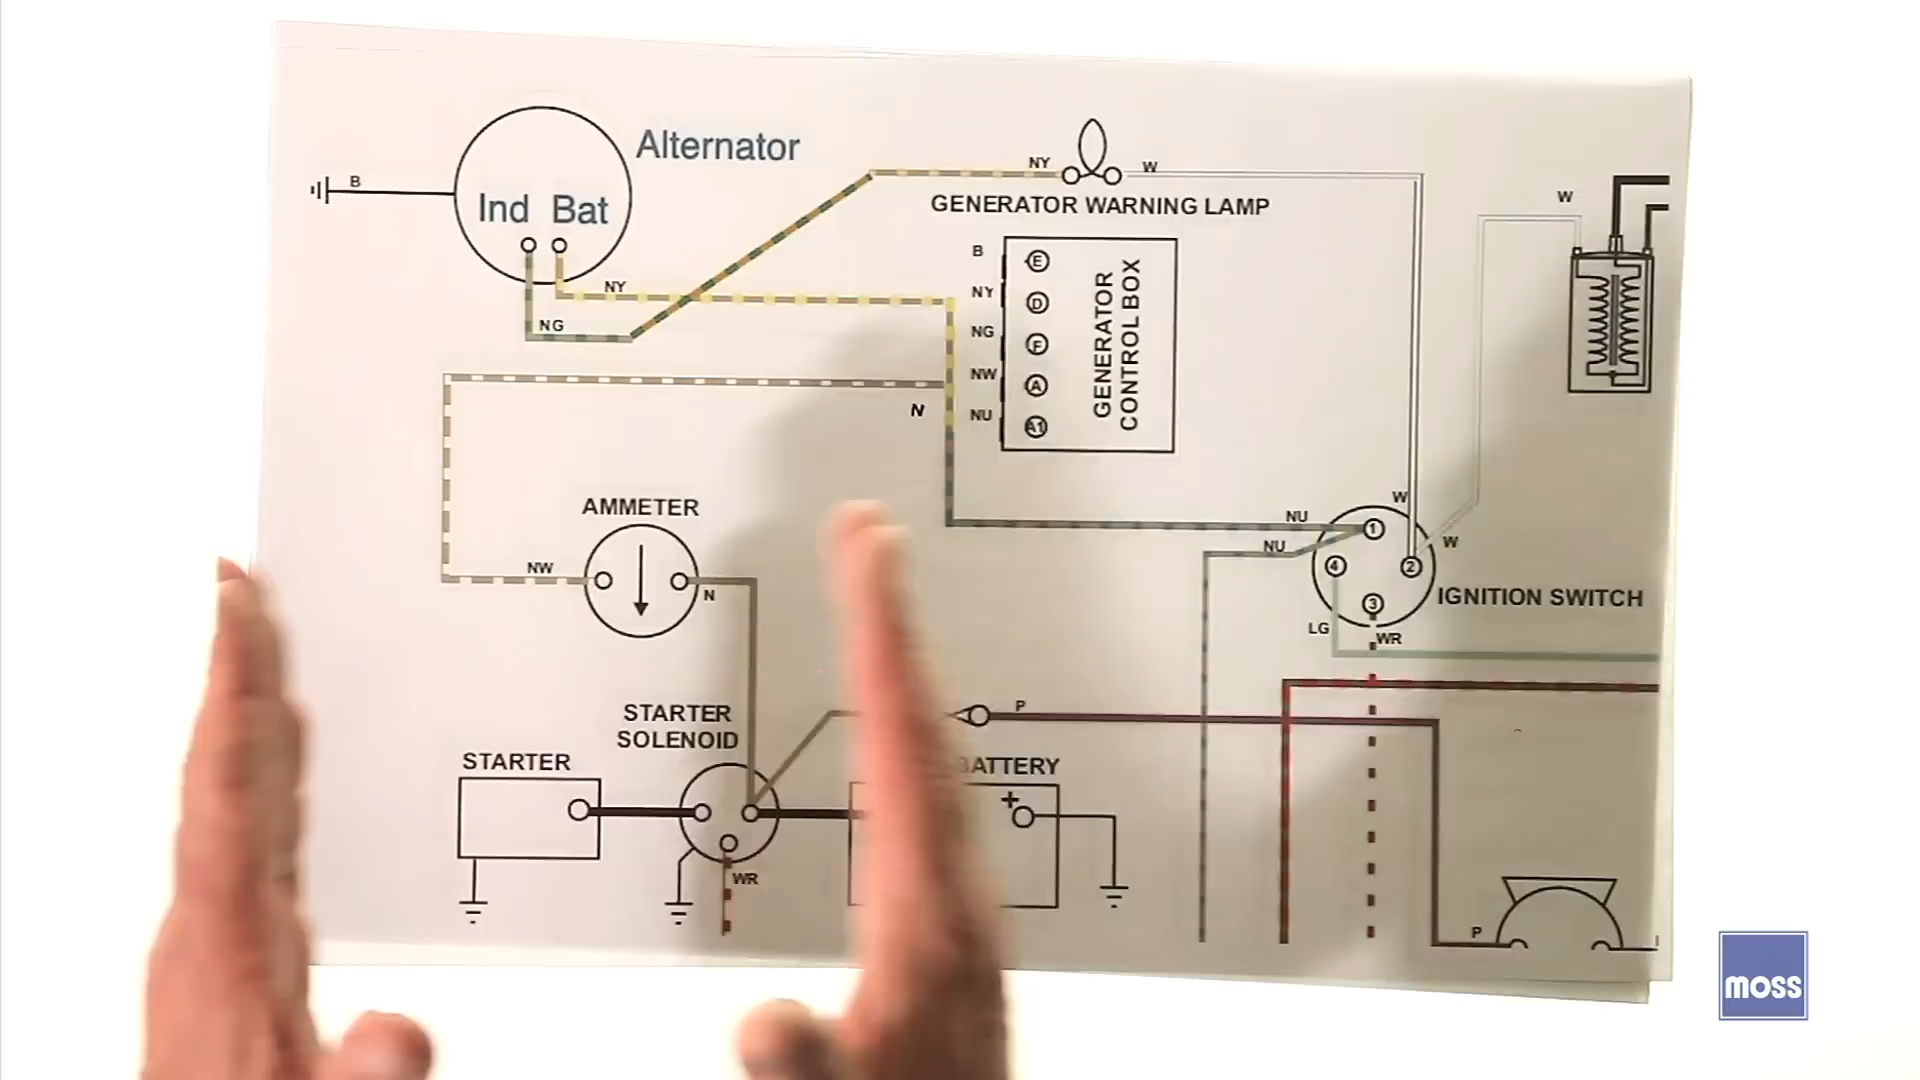 Alternator
B
Ind Bat
NY
NG
NY
W
GENERATOR WARNING LAMP
W
B
NY
NG
NW
NU
E
D
F
A
A1
GENERATOR
CONTROL BOX
N
AMMETER
NW
N
W
NU
NU
W
1
4
2
3
IGNITION SWITCH
LG
WR
STARTER
SOLENOID
STARTER
P
BATTERY
+
WR
P
moss